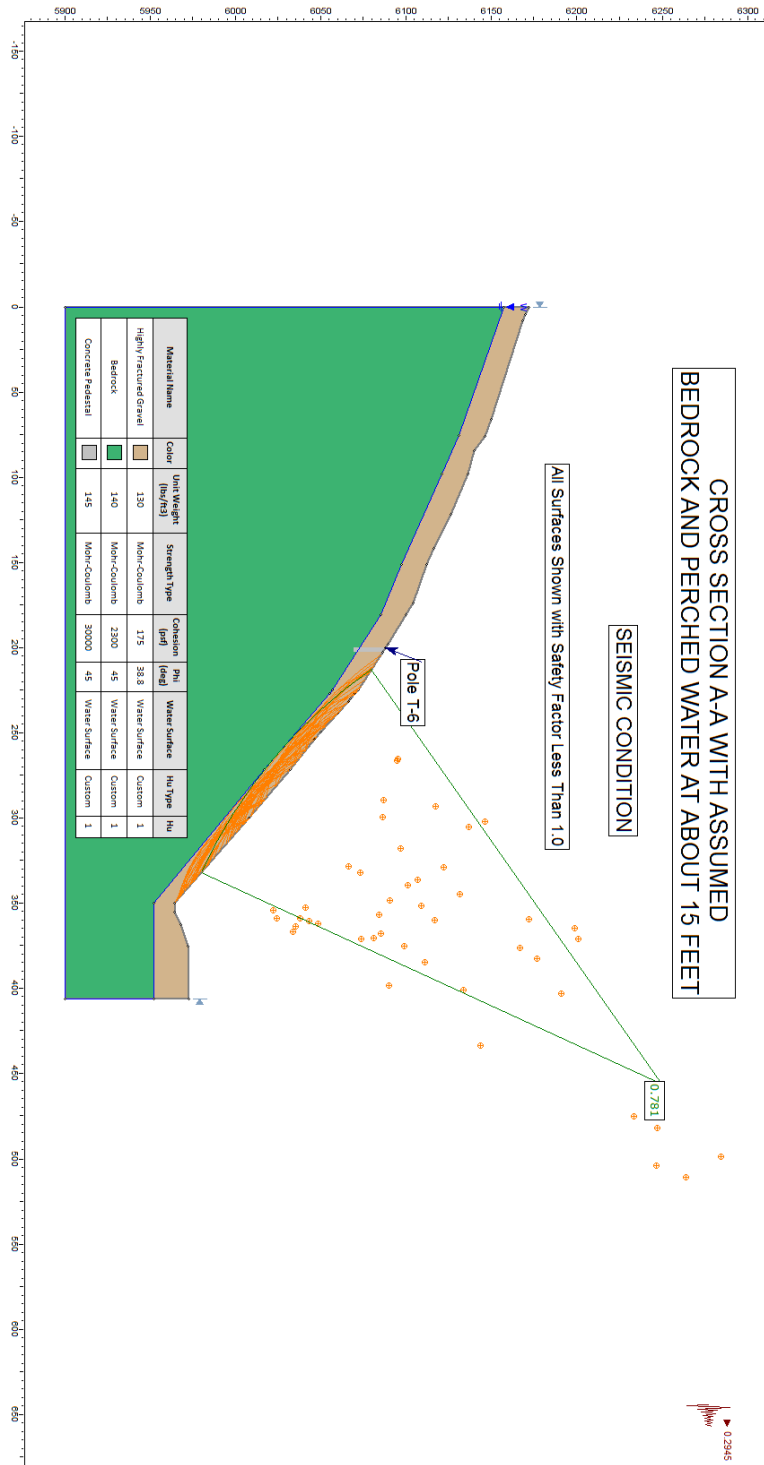 CROSS SECTION A-A WITH ASSUMED
BEDROCK AND PERCHED WATER AT ABOUT 15 FEET
SEISMIC CONDITION
All Surfaces Shown with Safety Factor Less Than 1.0
0.2945
0.781
Pole T-6
W
Material Name Color Unit Weight (lbs/ft3) Strength Type Cohesion (psf) Phi (deg) Water Surface Hu Type Hu
Highly Fractured Gravel 130 Mohr-Coulomb 175 38.8 Water Surface Custom 1
Bedrock 140 Mohr-Coulomb 2300 45 Water Surface Custom 1
Concrete Pedestal 145 Mohr-Coulomb 30000 45 Water Surface Custom 1
6300
6250
6200
6150
6100
6050
6000
5950
5900
-150 -100 -50 0 50 100 150 200 250 300 350 400 450 500 550 600 650